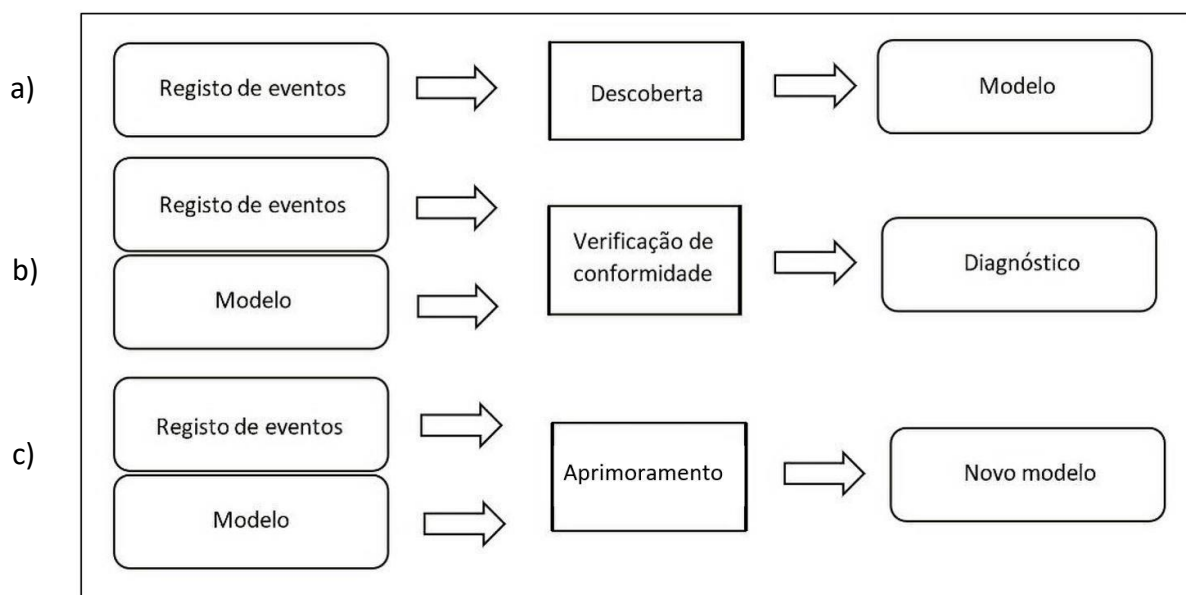 a)
Registo de eventos
Descoberta
Modelo
b)
Registo de eventos
Modelo
Verificação de
conformidade
Diagnóstico
c)
Registo de eventos
Modelo
Aprimoramento
Novo modelo